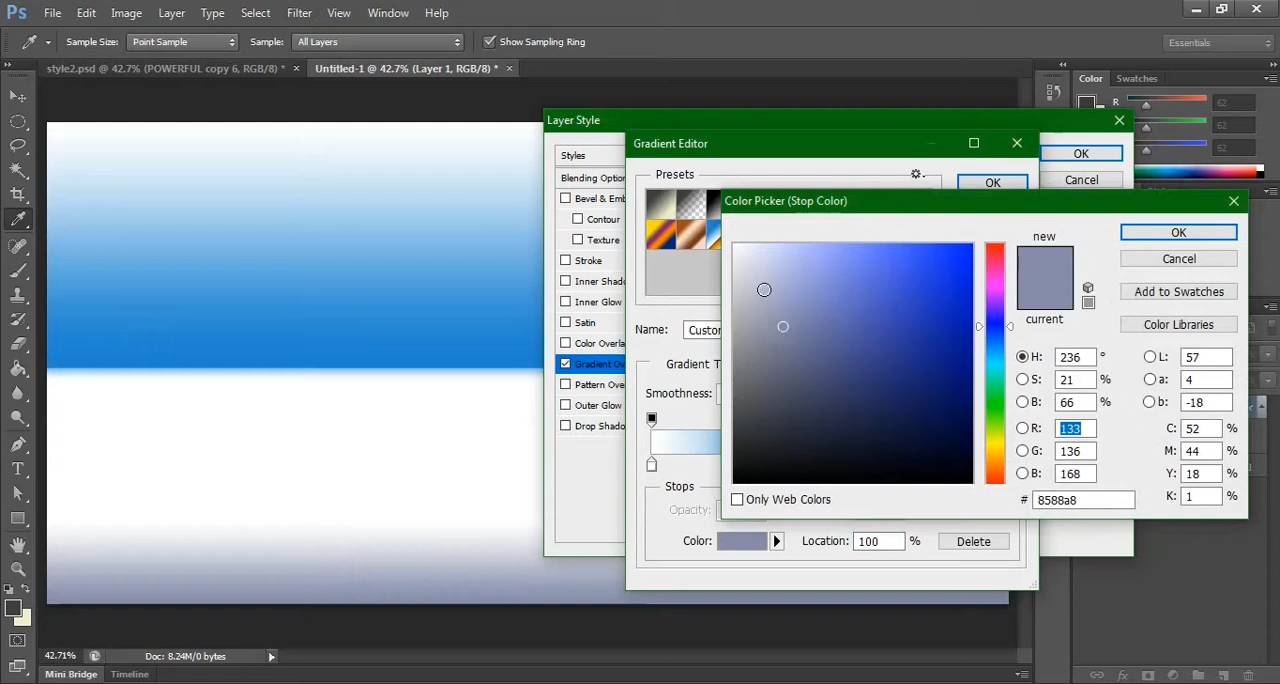 Ps File Edit Image Layer Type Select Filter View Window Help
Sample Size: Point Sample Sample: All Layers Show Sampling Ring Essentials
style2.psd @ 42.7% (POWERFUL copy 6, RGB/8) * × Untitled-1 @ 42.7% (Layer 1, RGB/8) * × Color Swatches
R 62
62
62
Layer Style
Styles
Blending Option
Bevel & Emb
Contour
Texture
Stroke
Inner Shado
Inner Glow
Satin
Color Overla
Gradient Ov
Pattern Over
Outer Glow
Drop Shado
OK
Cancel
Gradient Editor
Presets
OK
Name: Custo
Gradient T
Smoothness:
Stops
Opacity:
Color: Location: 100 % Delete
Color Picker (Stop Color)
new
current
OK
Cancel
Add to Swatches
Color Libraries
H: 236 ° L: 57
S: 21 % a: 4
B: 66 % b: -18
R: 133 C: 52 %
G: 136 M: 44 %
B: 168 Y: 18 %
# 8588a8 K: 1 %
Only Web Colors
42.71% Doc: 8.24M/0 bytes
Mini Bridge Timeline